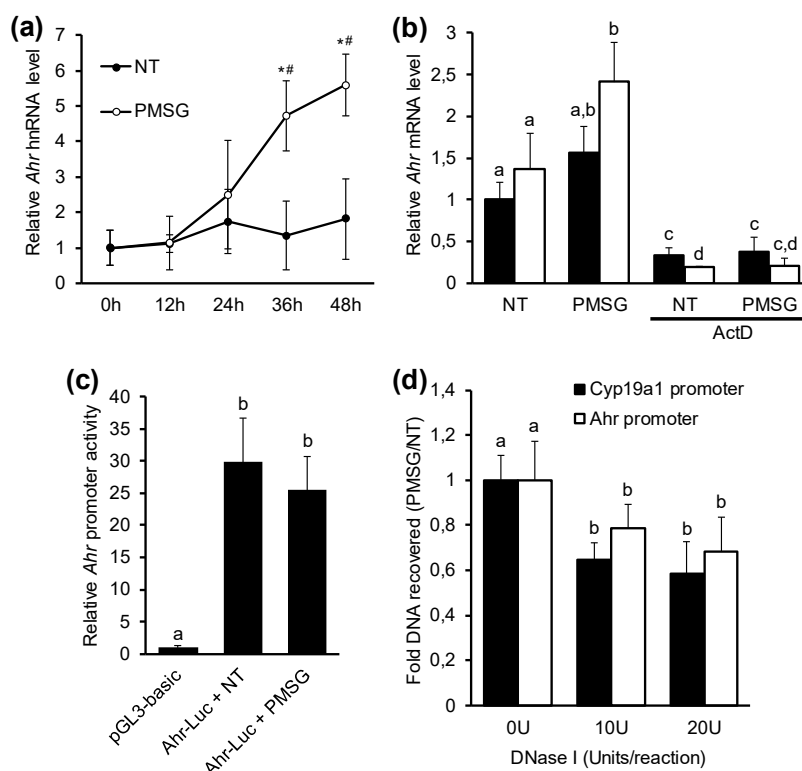 (a)
Relative Ahr hnRNA level
7
6
5
4
3
2
1
0
NT
PMSG
*#
*#
0h
12h
24h
36h
48h
(b)
Relative Ahr mRNA level
3
2,5
2
1,5
1
0,5
0
a
a
a,b
b
c
d
c
c,d
NT
PMSG
NT
PMSG
ActD
(c)
Relative Ahr promoter activity
40
35
30
25
20
15
10
5
0
a
b
b
pGL3-basic
Ahr-Luc + NT
Ahr-Luc + PMSG
(d)
Fold DNA recovered (PMSG/NT)
1,4
1,2
1
0,8
0,6
0,4
0,2
0
Cyp19a1 promoter
Ahr promoter
a
a
b
b
b
b
0U
10U
20U
DNase I (Units/reaction)